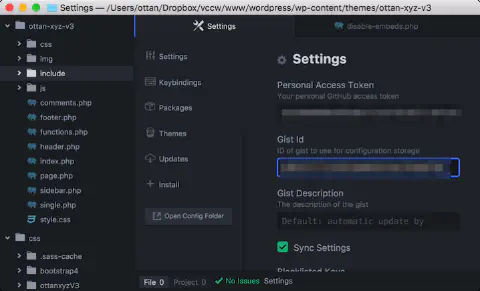 Settings — /Users/ottan/Dropbox/vccw/www/wordpress/wp-content/themes/ottan-xyz-v3
ottan-xyz-v3
css
img
include
js
comments.php
footer.php
functions.php
header.php
index.php
page.php
sidebar.php
single.php
style.css
css
.sass-cache
bootstrap4
ottanxyzV3
Settings
disable-embeds.php
Settings
Keybindings
Packages
Themes
Updates
Install
Open Config Folder
Settings
Personal Access Token
Your personal GitHub access token
Gist Id
ID of gist to use for configuration storage
Gist Description
The description of the gist
Default: automatic update by
Sync Settings
Blacklisted Keys
File 0 Project 0 No Issues Settings